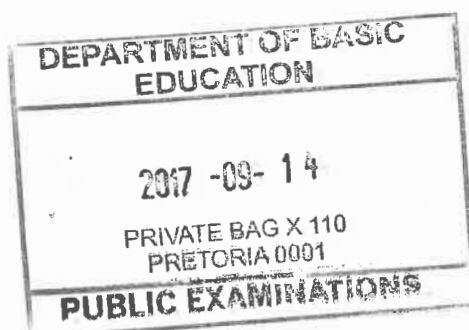 DEPARTMENT OF BASIC
EDUCATION
2017 -09- 14
PRIVATE BAG X 110
PRETORIA 0001
PUBLIC EXAMINATIONS